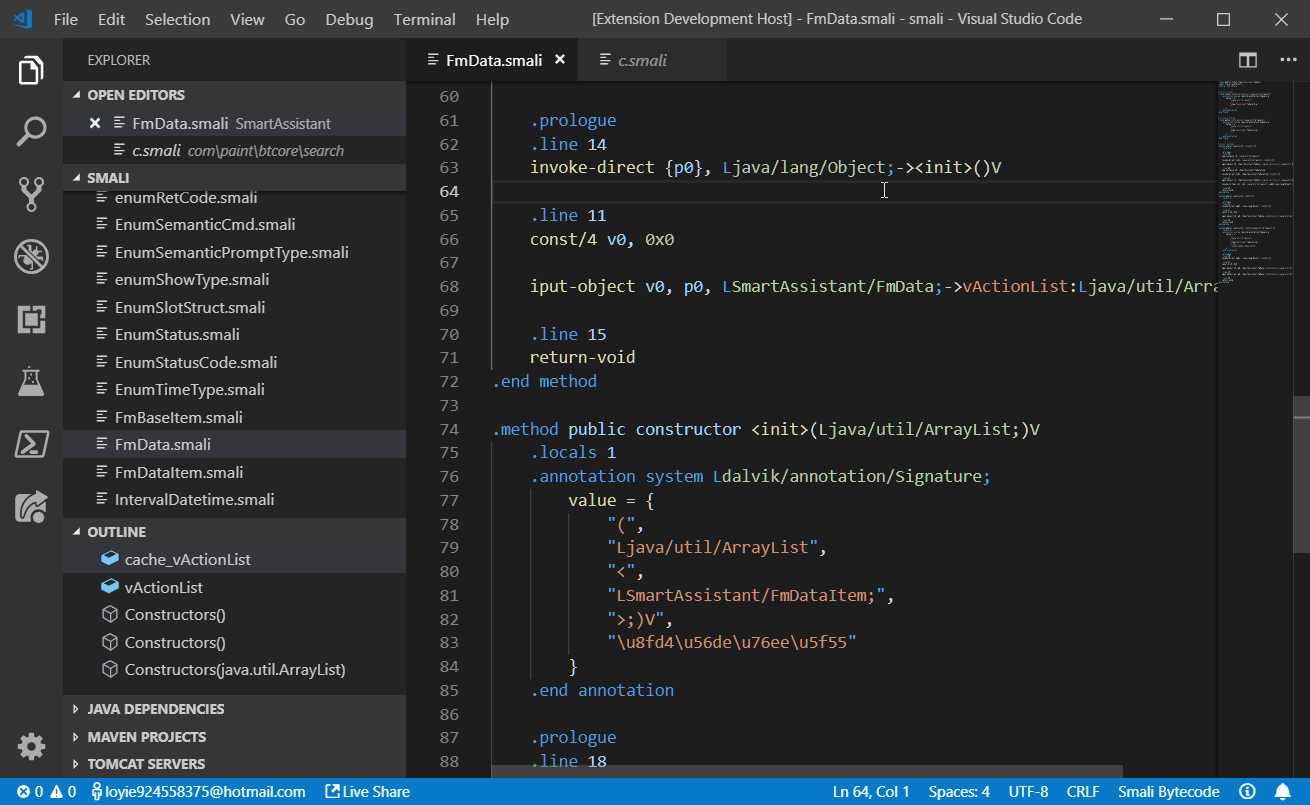 File Edit Selection View Go Debug Terminal Help [Extension Development Host] - FmData.smali - smali - Visual Studio Code
EXPLORER
OPEN EDITORS
FmData.smali SmartAssistant
c.smali com\paint\btcore\search
SMALI
enumRetCode.smali
EnumSemanticCmd.smali
EnumSemanticPromptType.smali
enumShowType.smali
EnumSlotStruct.smali
EnumStatus.smali
EnumStatusCode.smali
EnumTimeType.smali
FmBaseItem.smali
FmData.smali
FmDataItem.smali
IntervalDatetime.smali
OUTLINE
cache_vActionList
vActionList
Constructors()
Constructors()
Constructors(java.util.ArrayList)
JAVA DEPENDENCIES
MAVEN PROJECTS
TOMCAT SERVERS
FmData.smali c.smali
60
61 .prologue
62 .line 14
63 invoke-direct {p0}, Ljava/lang/Object;-><init>()V
64
65 .line 11
66 const/4 v0, 0x0
67
68 iput-object v0, p0, LSmartAssistant/FmData;->vActionList:Ljava/util/Arra
69
70 .line 15
71 return-void
72 .end method
73
74 .method public constructor <init>(Ljava/util/ArrayList;)V
75 .locals 1
76 .annotation system Ldalvik/annotation/Signature;
77 value = {
78 "(",
79 "Ljava/util/ArrayList",
80 "<",
81 "LSmartAssistant/FmDataItem;",
82 ">;)V",
83 "\u8fd4\u56de\u76ee\u5f55"
84 }
85 .end annotation
86
87 .prologue
88 .line 18
0 0 loyie924558375@hotmail.com Live Share Ln 64, Col 1 Spaces: 4 UTF-8 CRLF Smali Bytecode